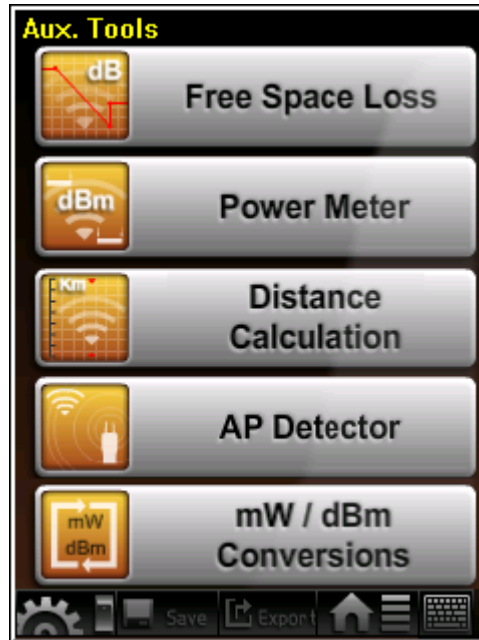 Aux. Tools
dB
Free Space Loss
dBm
Power Meter
Km
Distance
Calculation
AP Detector
mW
dBm
mW / dBm
Conversions
Save
Export